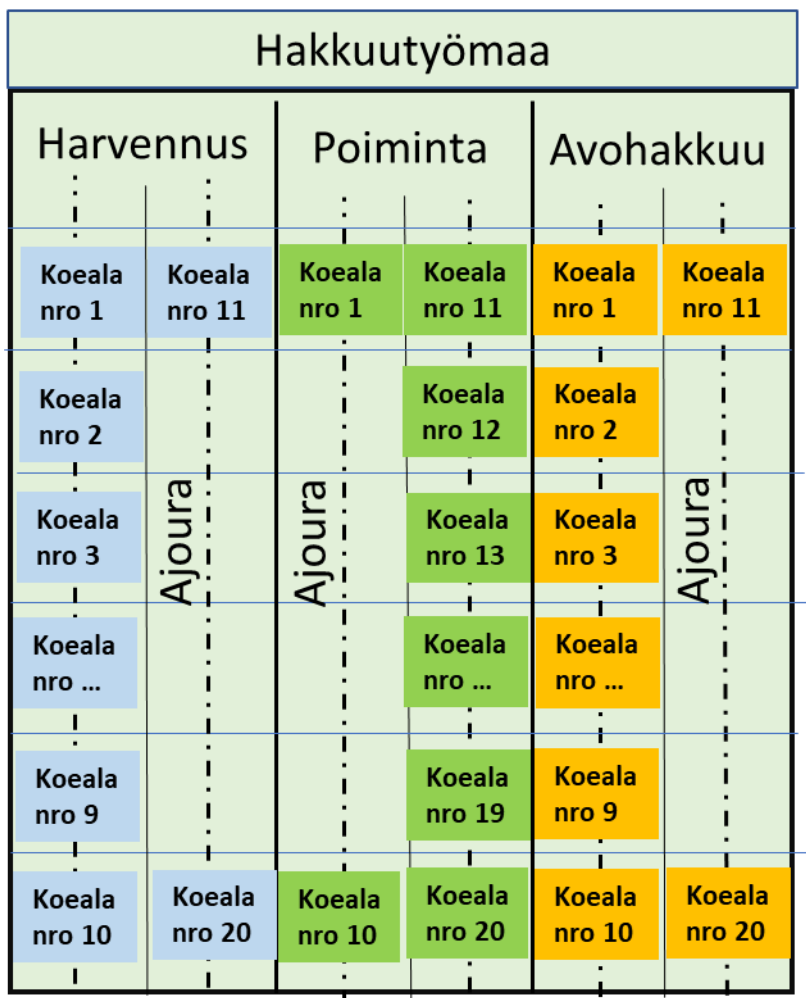 Hakkuutyömaa
Harvennus
Poiminta
Avohakkuu
Koeala
nro 1
Koeala
nro 11
Koeala
nro 1
Koeala
nro 11
Koeala
nro 1
Koeala
nro 11
Koeala
nro 2
Koeala
nro 12
Koeala
nro 2
Koeala
nro 3
Ajoura
Ajoura
Koeala
nro 13
Koeala
nro 3
Ajoura
Koeala
nro ...
Koeala
nro ...
Koeala
nro ...
Koeala
nro 9
Koeala
nro 19
Koeala
nro 9
Koeala
nro 10
Koeala
nro 20
Koeala
nro 10
Koeala
nro 20
Koeala
nro 10
Koeala
nro 20